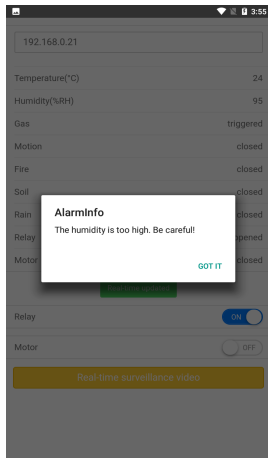 3:55
192.168.0.21
Temperature(°C) 24
Humidity(%RH) 95
Gas triggered
Motion closed
Fire closed
Soil closed
Rain closed
AlarmInfo
The humidity is too high. Be careful!
Relay opened
Motor closed
GOT IT
Relay ON
Motor OFF
Real-time surveillance video